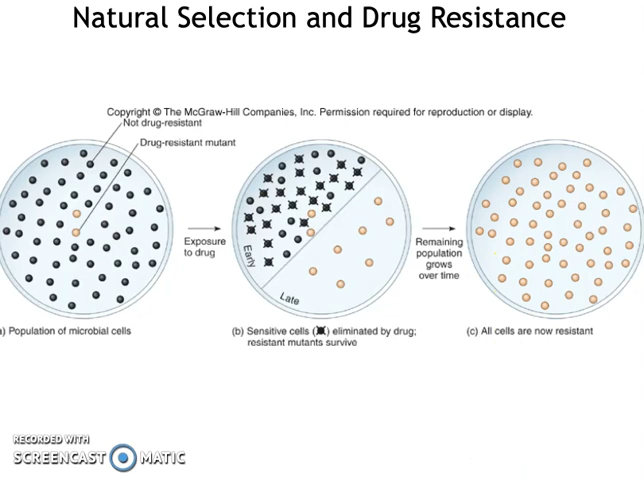 Natural Selection and Drug Resistance
Copyright © The McGraw-Hill Companies, Inc. Permission required for reproduction or display.
Not drug-resistant
Drug-resistant mutant
Exposure
to drug
Early
Late
Remaining
population
grows
over time
a) Population of microbial cells
(b) Sensitive cells ( ) eliminated by drug;
resistant mutants survive
(c) All cells are now resistant
RECORDED WITH
SCREENCAST MATIC